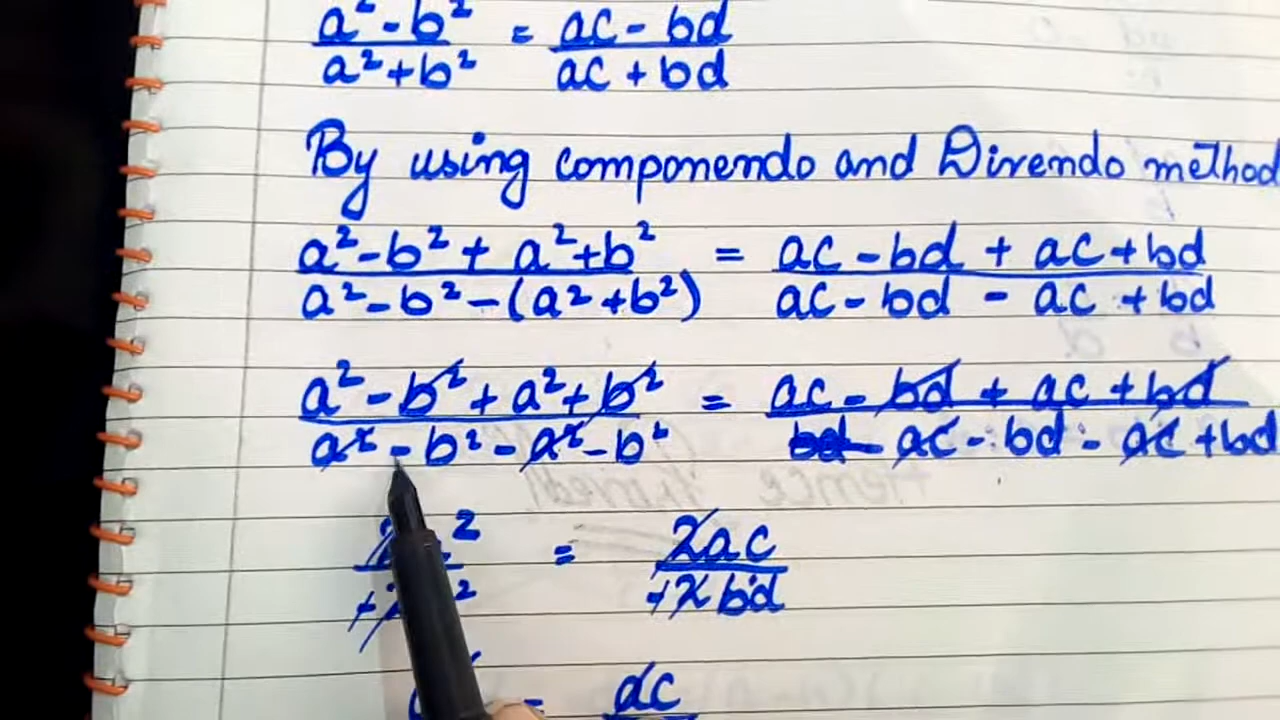 a² - b² = ac - bd
a² + b² ac + bd
By using componendo and Divendo method
a² - b² + a² + b² = ac - bd + ac + bd
a² - b² - (a² + b²) ac - bd - ac + bd
a² - b² + a² + b² = ac - bd + ac + bd
a² - b² - a² - b² bd ac - bd - ac + bd
2 = 2ac
2 2bd
= ac